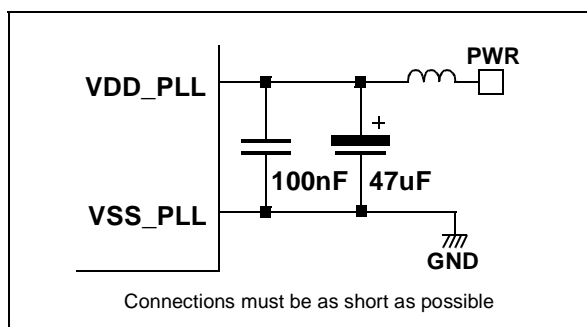 PWR
VDD_PLL
+
100nF
47uF
VSS_PLL
GND
Connections must be as short as possible